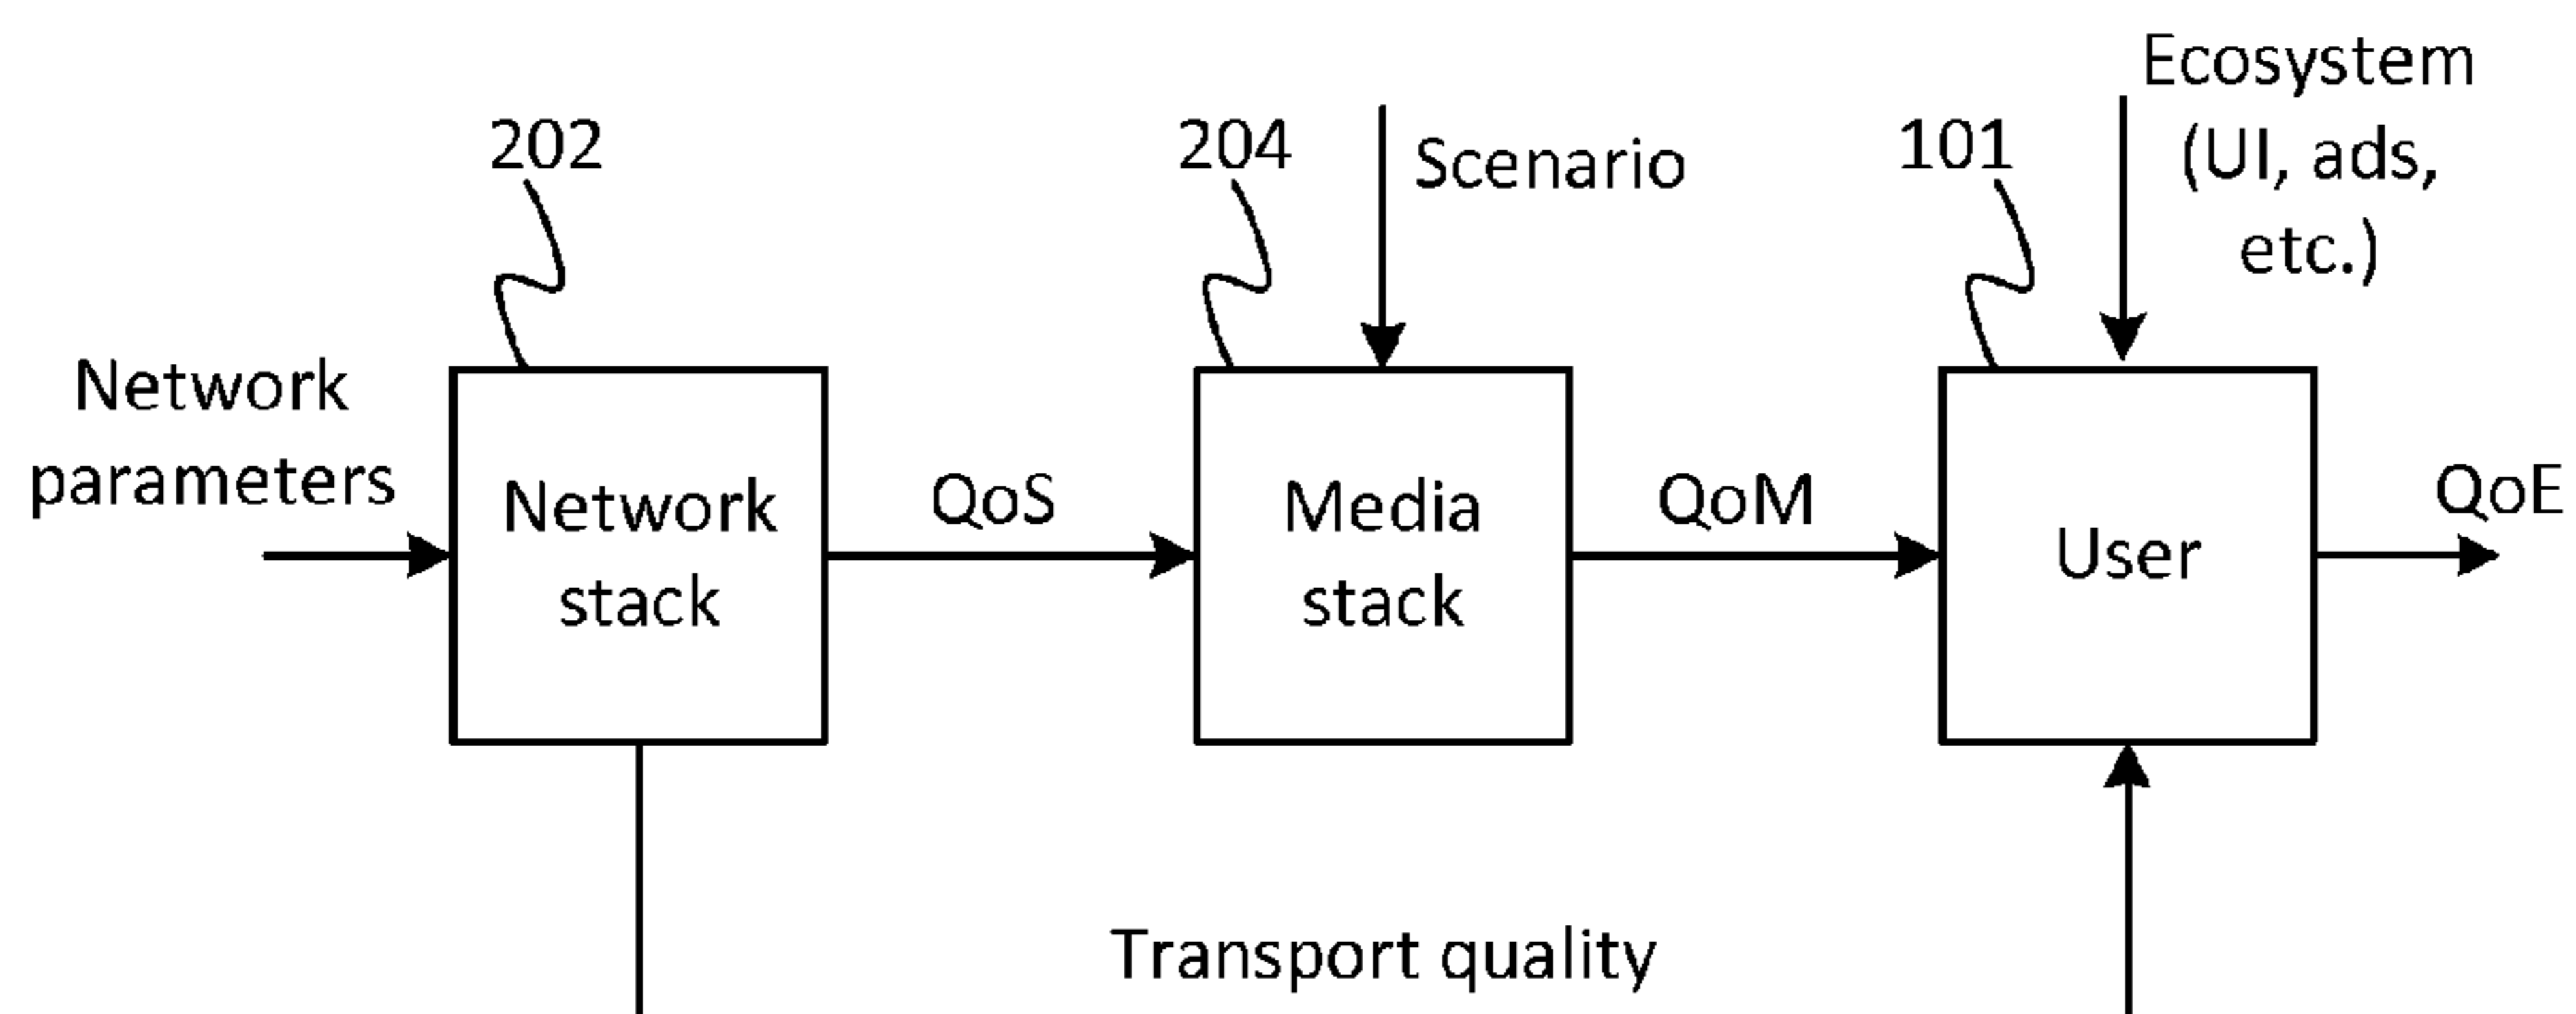 Ecosystem
(UI, ads,
etc.)
202
204
Scenario
101
Network
parameters
Network
stack
QoS
Media
stack
QoM
User
QoE
Transport quality